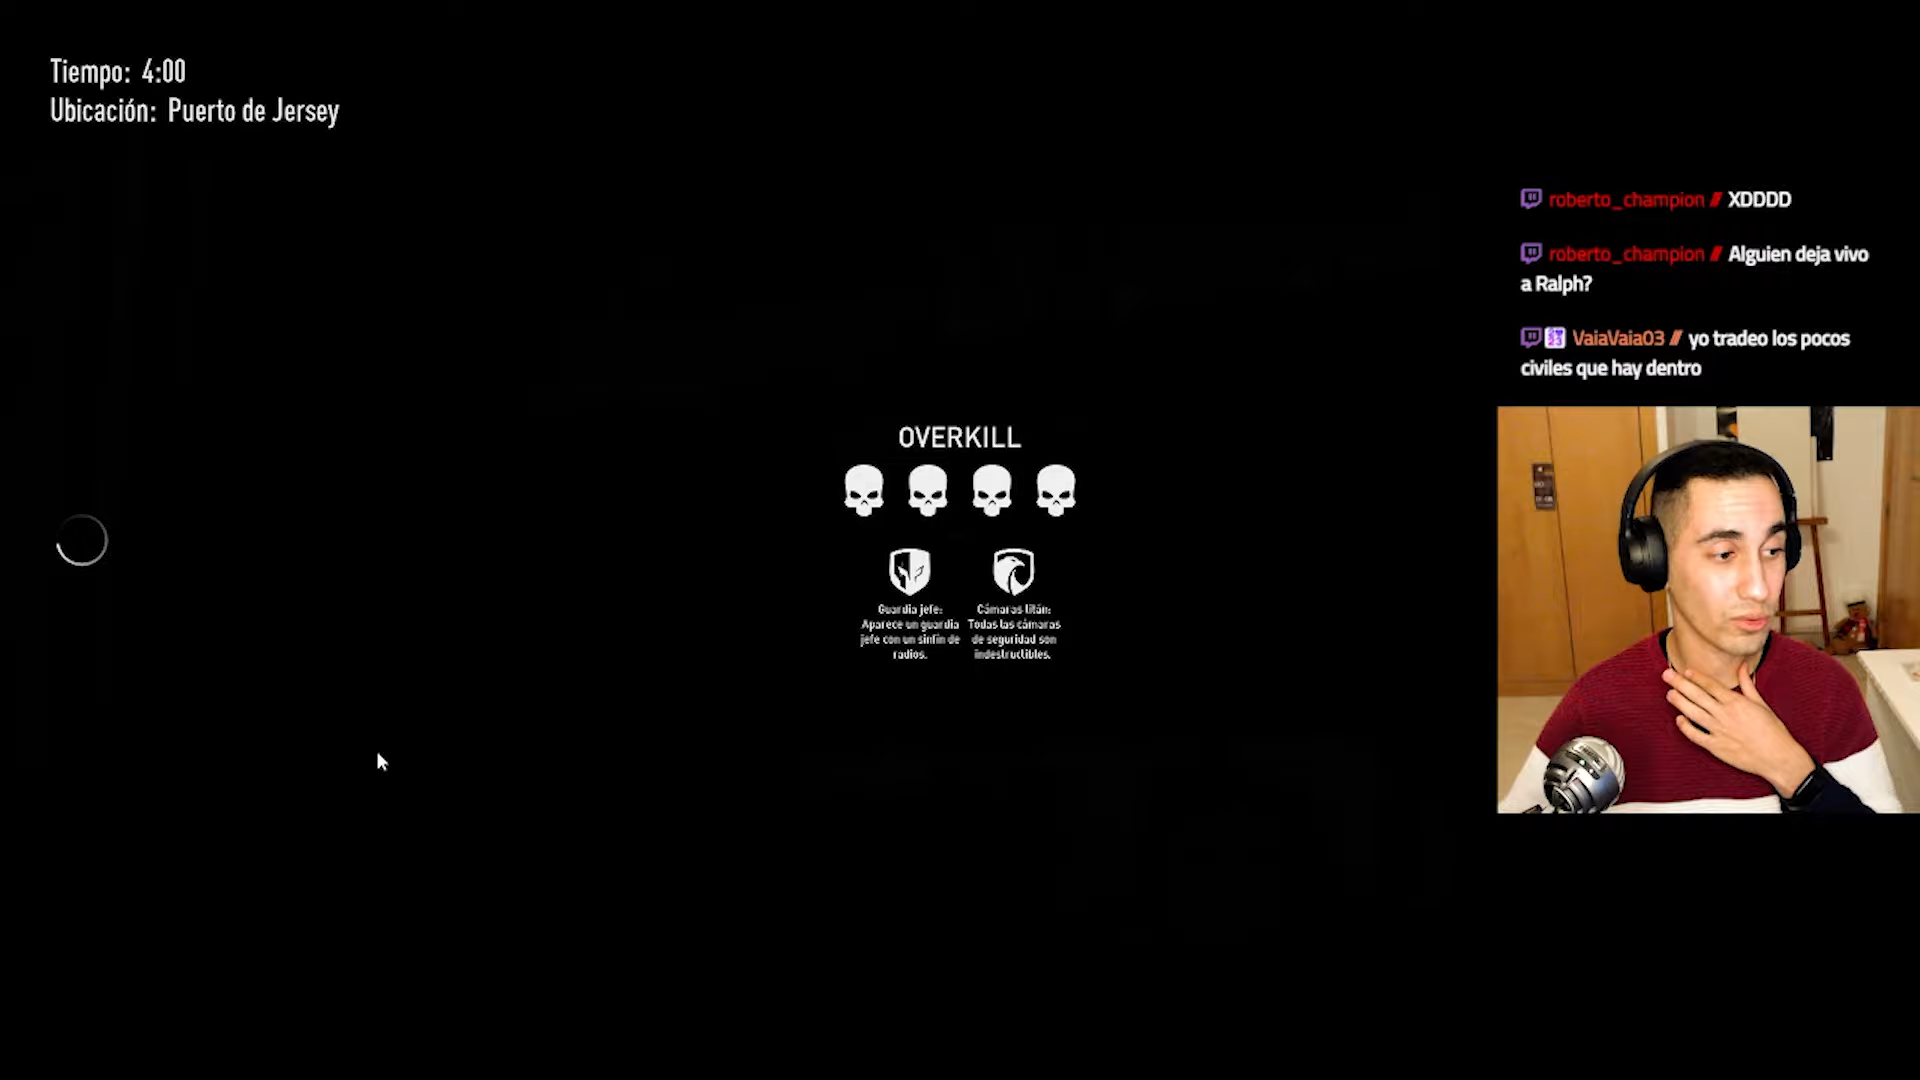 Tiempo: 4:00
Ubicación: Puerto de Jersey
roberto_champion // XDDDD
roberto_champion // Alguien deja vivo
a Ralph?
VaiaVaia03 // yo tradeo los pocos
civiles que hay dentro
OVERKILL
Guardia jefe:
Aparece un guardia
jefe con un sinfín de
radios.
Cámaras titán:
Todas las cámaras
de seguridad son
indestructibles.